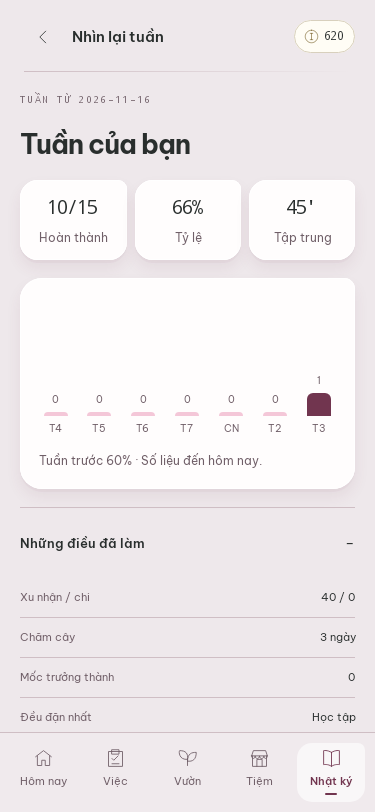 Nhìn lại tuần
620
TUẦN TỪ 2026-11-16
Tuần của bạn
10/15
66%
45'
Hoàn thành
Tỷ lệ
Tập trung
0 0 0 0 0 0 1
T4 T5 T6 T7 CN T2 T3
Tuần trước 60% · Số liệu đến hôm nay.
Những điều đã làm –
Xu nhận / chi 40 / 0
Chăm cây 3 ngày
Mốc trưởng thành 0
Đều đặn nhất Học tập
Hôm nay Việc Vườn Tiệm Nhật ký